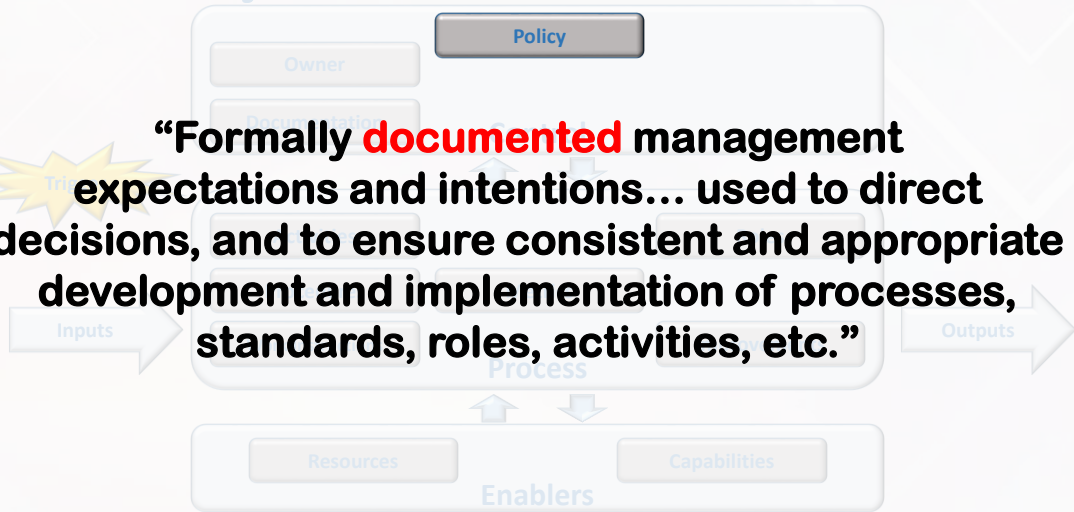 Policy
Owner
Documentation
“Formally documented management
expectations and intentions... used to direct
decisions, and to ensure consistent and appropriate
development and implementation of processes,
standards, roles, activities, etc.”
Inputs
Outputs
Process
Resources
Capabilities
Enablers